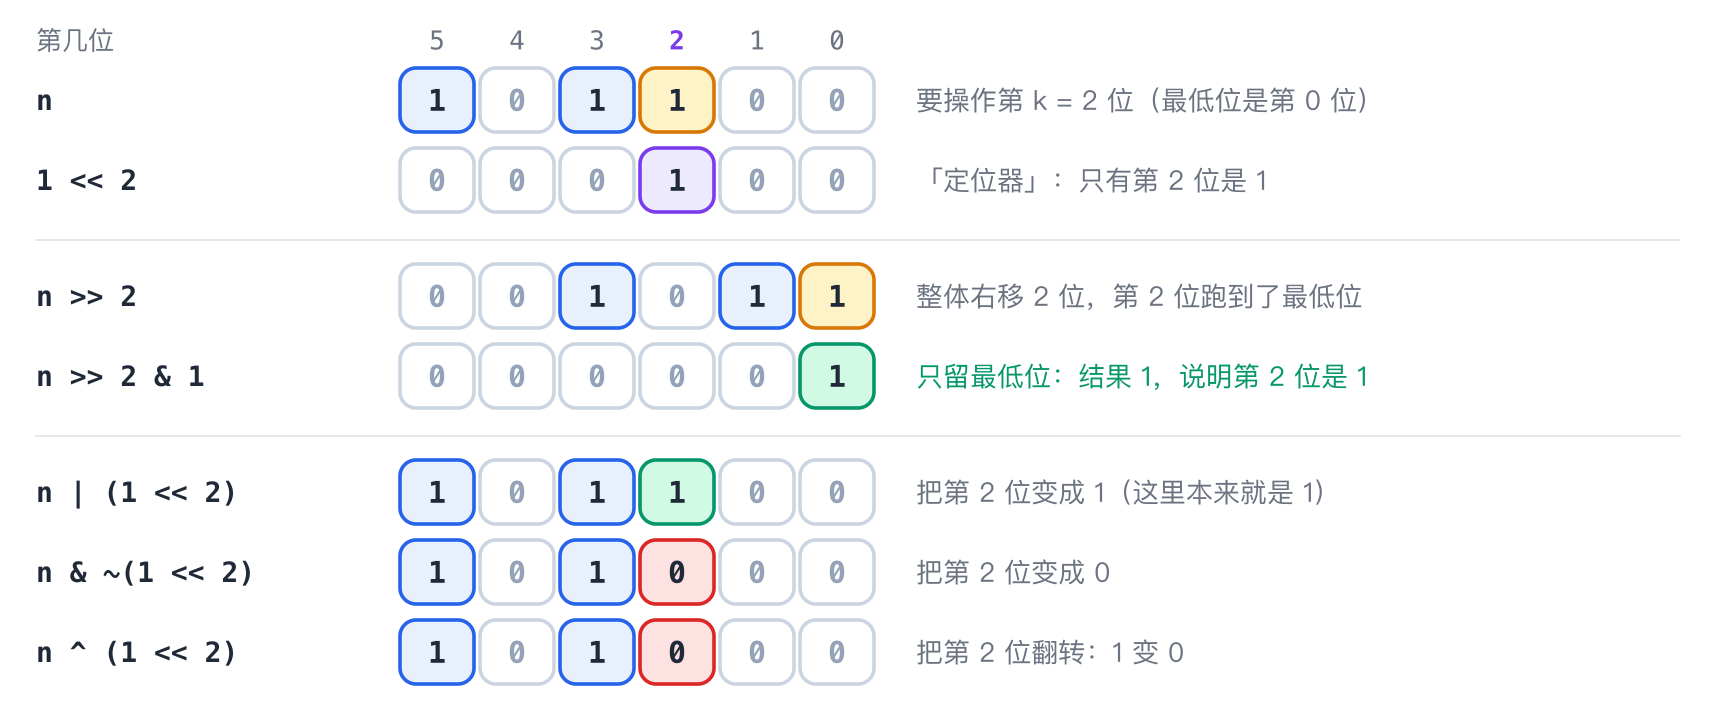 第几位 5 4 3 2 1 0
n 1 0 1 1 0 0 要操作第 k = 2 位（最低位是第 0 位）
1 << 2 0 0 0 1 0 0 「定位器」：只有第 2 位是 1
n >> 2 0 0 1 0 1 1 整体右移 2 位，第 2 位跑到了最低位
n >> 2 & 1 0 0 0 0 0 1 只留最低位：结果 1，说明第 2 位是 1
n | (1 << 2) 1 0 1 1 0 0 把第 2 位变成 1（这里本来就是 1）
n & ~(1 << 2) 1 0 1 0 0 0 把第 2 位变成 0
n ^ (1 << 2) 1 0 1 0 0 0 把第 2 位翻转：1 变 0